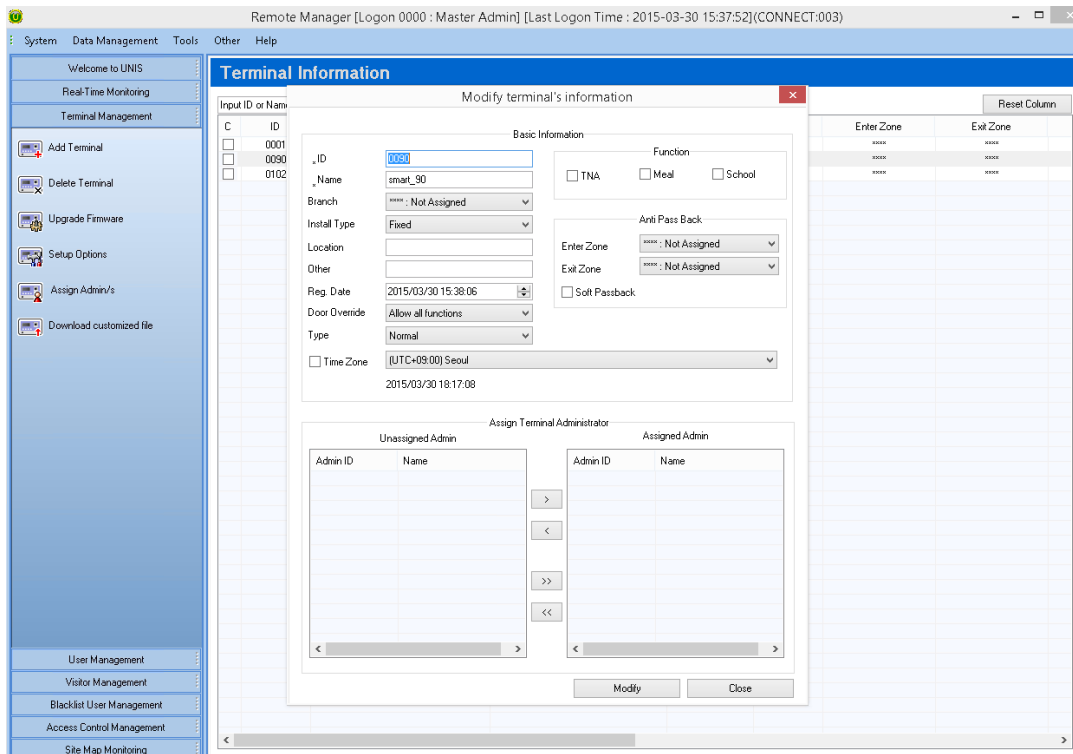 Remote Manager [Logon 0000 : Master Admin] [Last Logon Time : 2015-03-30 15:37:52](CONNECT:003)
System Data Management Tools Other Help
Welcome to UNIS
Real-Time Monitoring
Terminal Management
Add Terminal
Delete Terminal
Upgrade Firmware
Setup Options
Assign Admin/s
Download customized file
User Management
Visitor Management
Blacklist User Management
Access Control Management
Site Map Monitoring
Terminal Information
Input ID or Name
Reset Column
C ID Enter Zone Exit Zone
0001 **** ****
0090 **** ****
0102 **** ****
Modify terminal's information
Basic Information
ID 0090
Name smart_90
Branch **** : Not Assigned
Install Type Fixed
Location
Other
Reg. Date 2015/03/30 15:38:06
Door Override Allow all functions
Type Normal
Time Zone (UTC+09:00) Seoul
2015/03/30 18:17:08
Function
TNA Meal School
Anti Pass Back
Enter Zone **** : Not Assigned
Exit Zone **** : Not Assigned
Soft Passback
Assign Terminal Administrator
Unassigned Admin
Admin ID Name
>
<
>>
<<
Assigned Admin
Admin ID Name
Modify Close